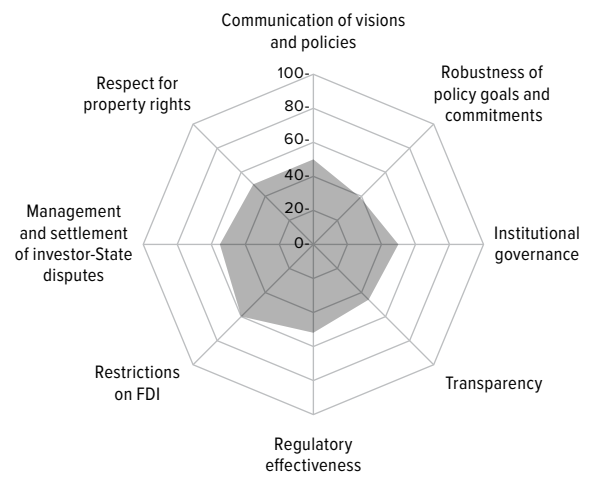 Communication of visions
and policies
Robustness of
policy goals and
commitments
Institutional
governance
Transparency
Regulatory
effectiveness
Restrictions
on FDI
Management
and settlement
of investor-State
disputes
Respect for
property rights
100-
80-
60-
40-
20-
0-